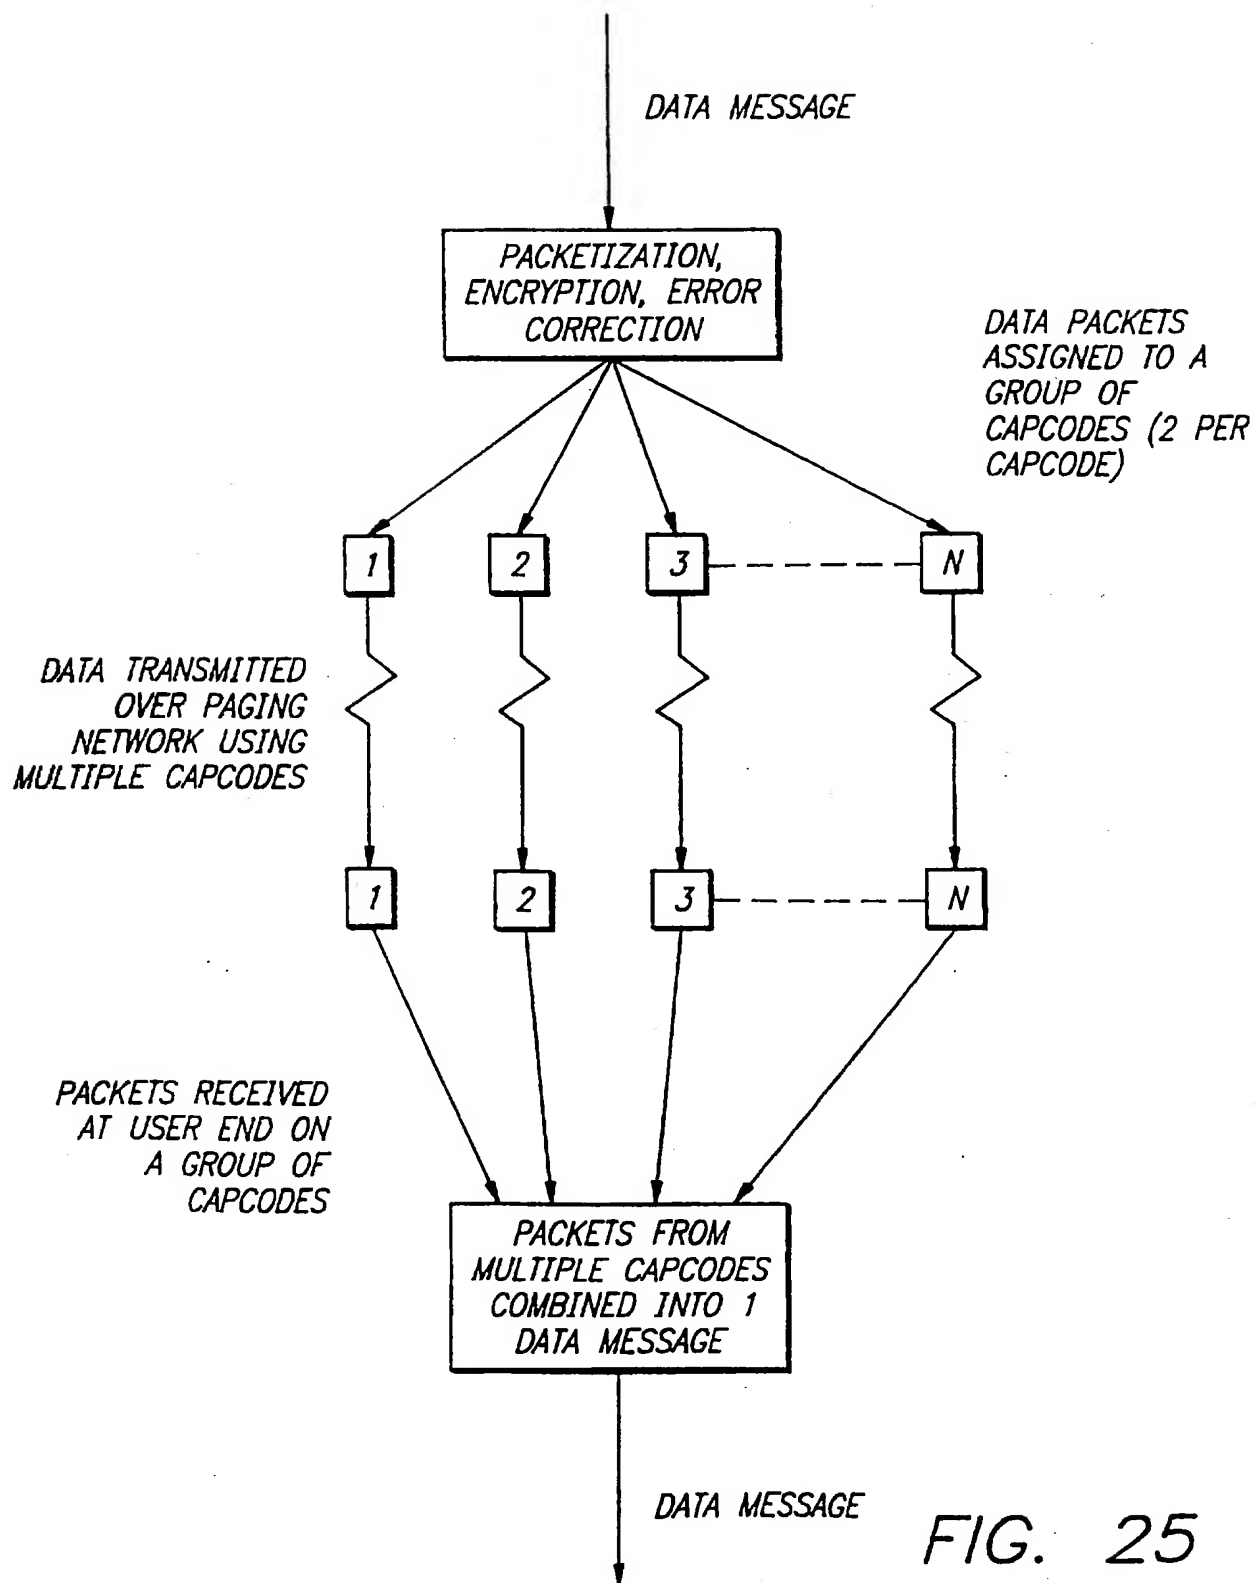 DATA MESSAGE
PACKETIZATION,
ENCRYPTION, ERROR
CORRECTION
DATA PACKETS
ASSIGNED TO A
GROUP OF
CAPCODES (2 PER
CAPCODE)
1
2
3
N
DATA TRANSMITTED
OVER PAGING
NETWORK USING
MULTIPLE CAPCODES
1
2
3
N
PACKETS RECEIVED
AT USER END ON
A GROUP OF
CAPCODES
PACKETS FROM
MULTIPLE CAPCODES
COMBINED INTO 1
DATA MESSAGE
DATA MESSAGE
FIG. 25